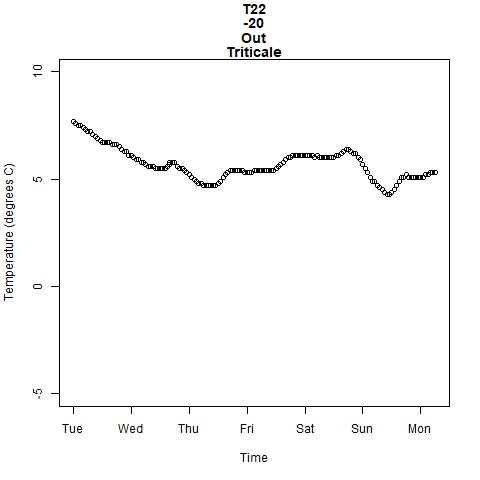 T22
-20
Out
Triticale
Temperature (degrees C)
10
5
0
-5
Tue Wed Thu Fri Sat Sun Mon
Time